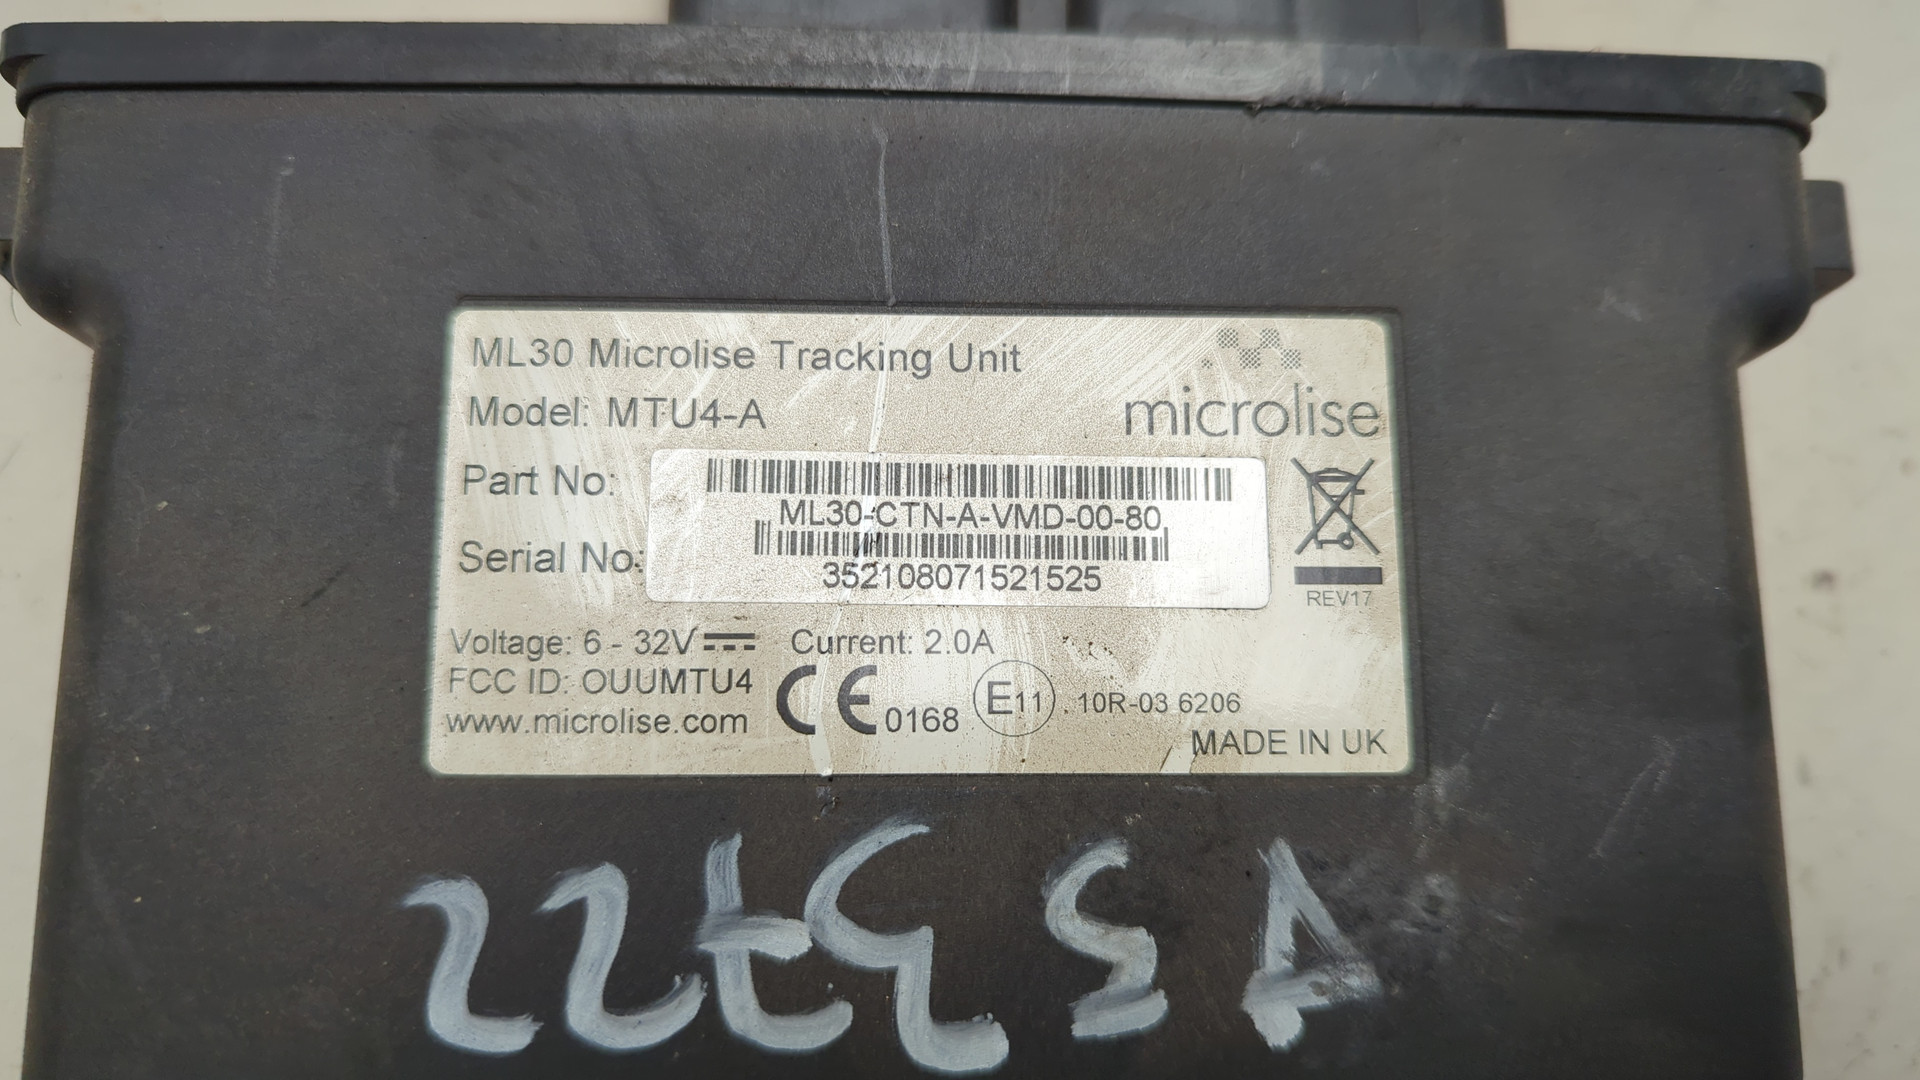 ML30 Microlise Tracking Unit
microlise
Model: MTU4-A
Part No:
ML30-CTN-A-VMD-00-80
Serial No:
352108071521525
REV17
Voltage: 6 - 32V Current: 2.0A
FCC ID: OUUMTU4
www.microlise.com CE 0168 E11 . 10R-03 6206
MADE IN UK